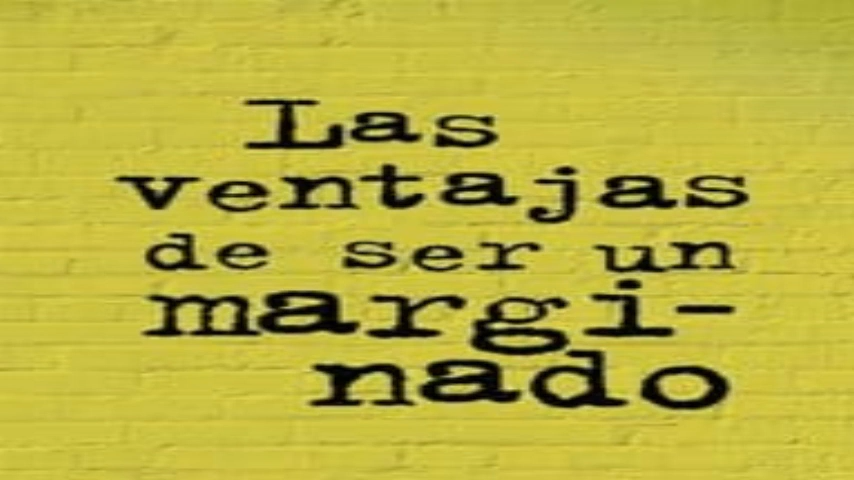 Las
ventajas
de ser un
margi-
nado